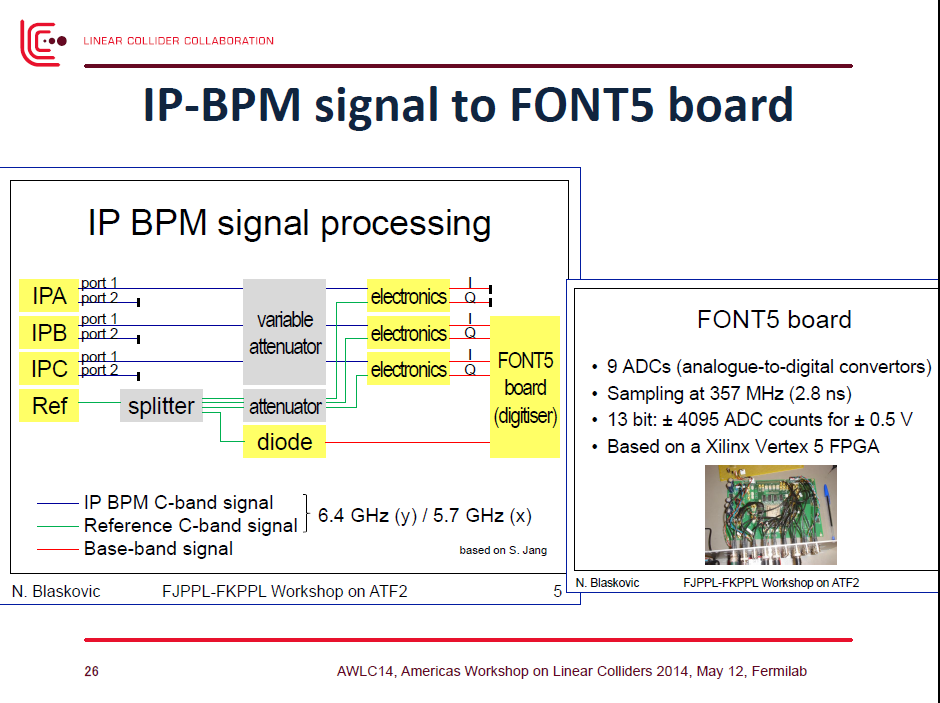 LINEAR COLLIDER COLLABORATION
IP-BPM signal to FONT5 board
IP BPM signal processing
IPA
port 1
port 2
IPB
port 1
port 2
IPC
port 1
port 2
Ref
splitter
variable
attenuator
attenuator
diode
electronics
I
Q
electronics
I
Q
electronics
I
Q
FONT5
board
(digitiser)
IP BPM C-band signal
Reference C-band signal
6.4 GHz (y) / 5.7 GHz (x)
Base-band signal
based on S. Jang
N. Blaskovic FJPPL-FKPPL Workshop on ATF2 5
FONT5 board
• 9 ADCs (analogue-to-digital convertors)
• Sampling at 357 MHz (2.8 ns)
• 13 bit: ± 4095 ADC counts for ± 0.5 V
• Based on a Xilinx Vertex 5 FPGA
N. Blaskovic FJPPL-FKPPL Workshop on ATF2
26 AWLC14, Americas Workshop on Linear Colliders 2014, May 12, Fermilab